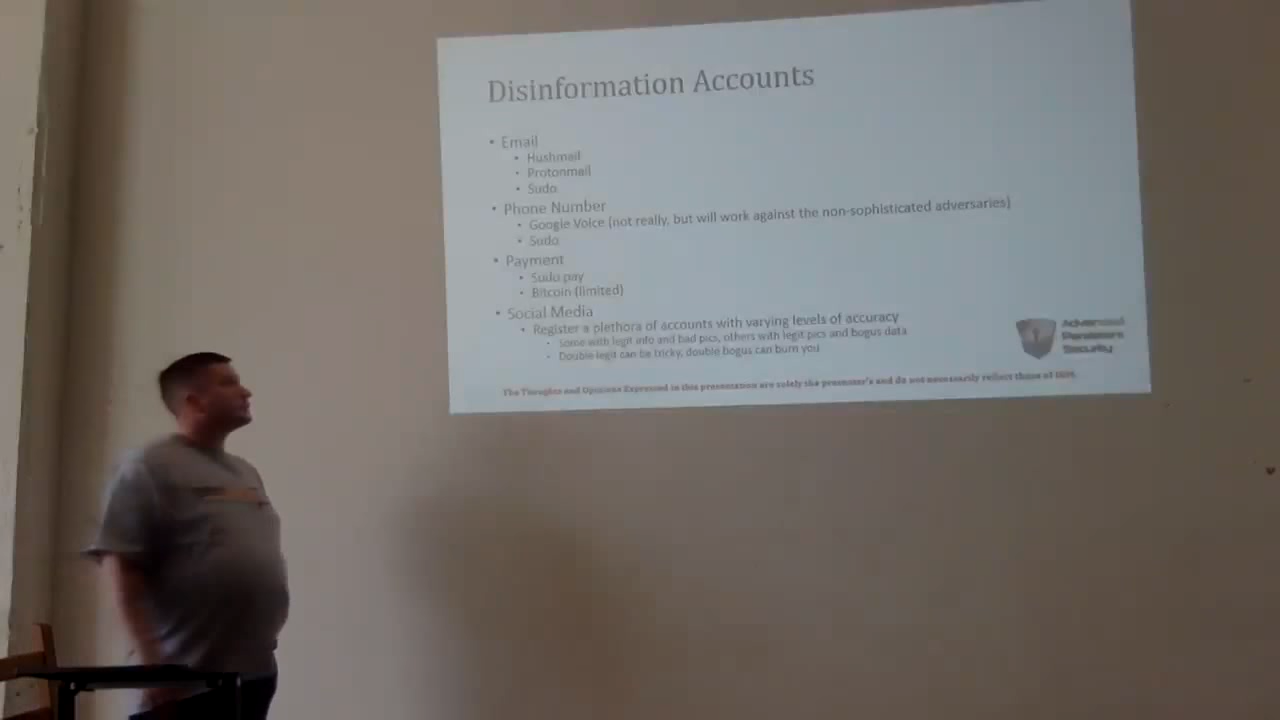 Disinformation Accounts
• Email
• Hushmail
• Protonmail
• Sudo
• Phone Number
• Google Voice (not really, but will work against the non-sophisticated adversaries)
• Sudo
• Payment
• Sudo pay
• Bitcoin (limited)
• Social Media
• Register a plethora of accounts with varying levels of accuracy
• Some with legit info and bad pics, others with legit pics and bogus data
• Double legit can be tricky, double bogus can burn you
Advanced
Persistent
Security
The Thoughts and Opinions Expressed in this presentation are solely the presenter's and do not necessarily reflect those of